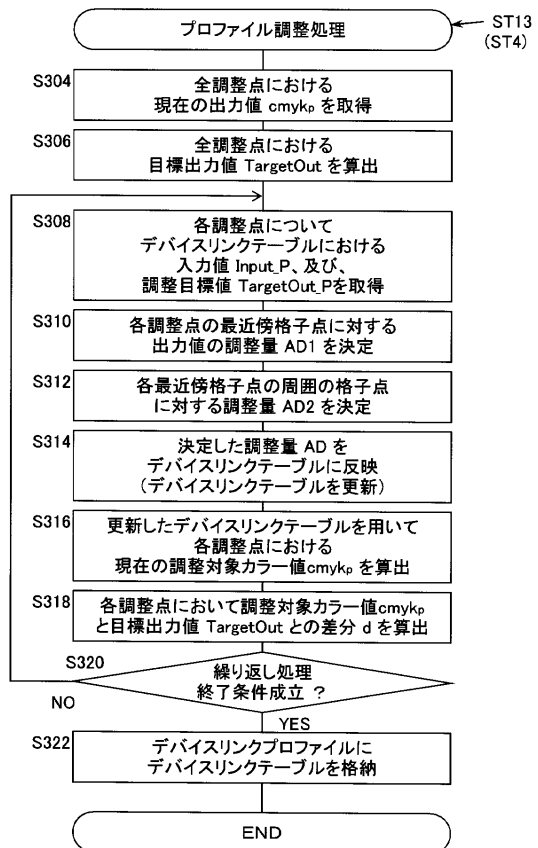 プロファイル調整処理
ST13
(ST4)
S304
全調整点における
現在の出力値 cmykp を取得
S306
全調整点における
目標出力値 TargetOut を算出
S308
各調整点について
デバイスリンクテーブルにおける
入力値 Input_P、及び、
調整目標値 TargetOut_Pを取得
S310
各調整点の最近傍格子点に対する
出力値の調整量 AD1 を決定
S312
各最近傍格子点の周囲の格子点
に対する調整量 AD2 を決定
S314
決定した調整量 AD を
デバイスリンクテーブルに反映
(デバイステーブルを更新)
S316
更新したデバイスリンクテーブルを用いて
各調整点における
現在の調整対象カラー値cmykp を算出
S318
各調整点において調整対象カラー値cmykp
と目標出力値 TargetOut との差分 d を算出
S320
繰り返し処理
終了条件成立 ?
NO
YES
S322
デバイスリンクプロファイルに
デバイスリンクテーブルを格納
END